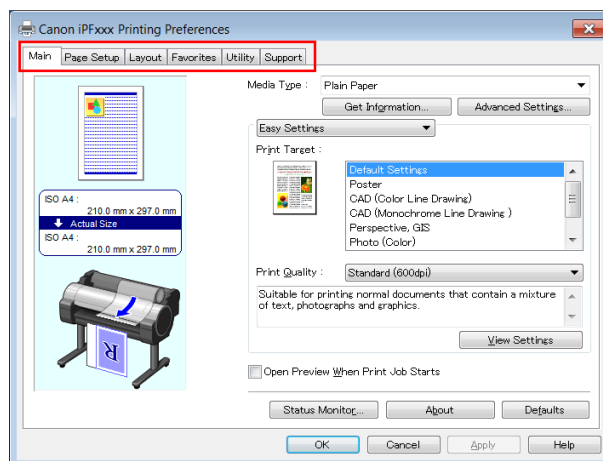 Canon iPFxxx Printing Preferences
Main Page Setup Layout Favorites Utility Support
Media Type : Plain Paper
Get Information... Advanced Settings...
Easy Settings
Print Target :
Default Settings
Poster
CAD (Color Line Drawing)
CAD (Monochrome Line Drawing )
Perspective, GIS
Photo (Color)
ISO A4 :
210.0 mm x 297.0 mm
Actual Size
ISO A4 :
210.0 mm x 297.0 mm
R
Print Quality : Standard (600dpi)
Suitable for printing normal documents that contain a mixture
of text, photographs and graphics.
View Settings
Open Preview When Print Job Starts
Status Monitor... About Defaults
OK Cancel Apply Help